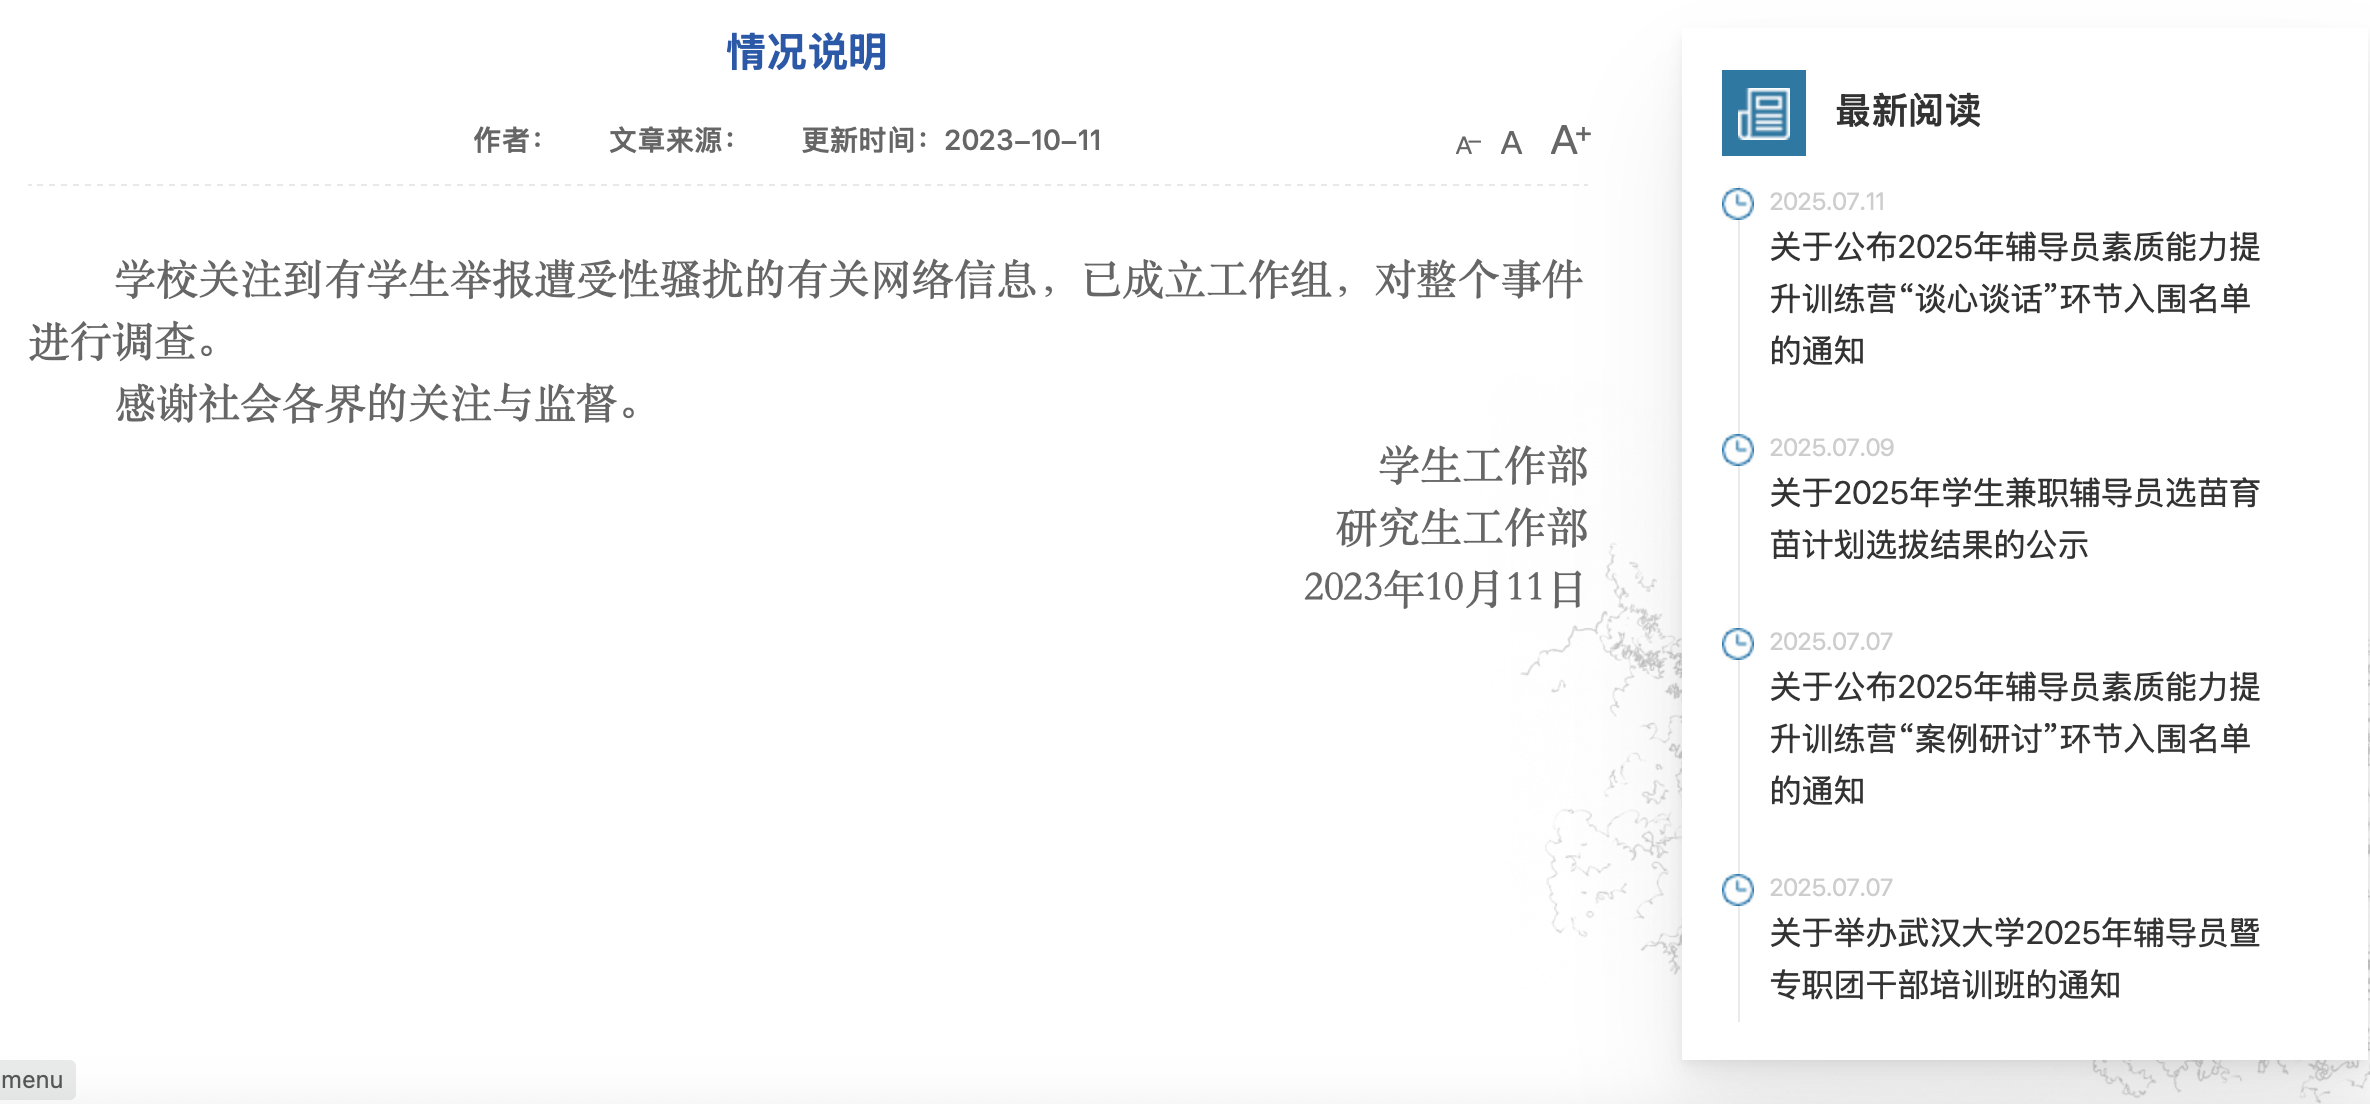 情况说明
作者：
文章来源：
更新时间：2023-10-11
A- A A+
学校关注到有学生举报遭受性骚扰的有关网络信息，已成立工作组，对整个事件
进行调查。
感谢社会各界的关注与监督。
学生工作部
研究生工作部
2023年10月11日
最新阅读
2025.07.11
关于公布2025年辅导员素质能力提
升训练营“谈心谈话”环节入围名单
的通知
2025.07.09
关于2025年学生兼职辅导员选苗育
苗计划选拔结果的公示
2025.07.07
关于公布2025年辅导员素质能力提
升训练营“案例研讨”环节入围名单
的通知
2025.07.07
关于举办武汉大学2025年辅导员暨
专职团干部培训班的通知
menu